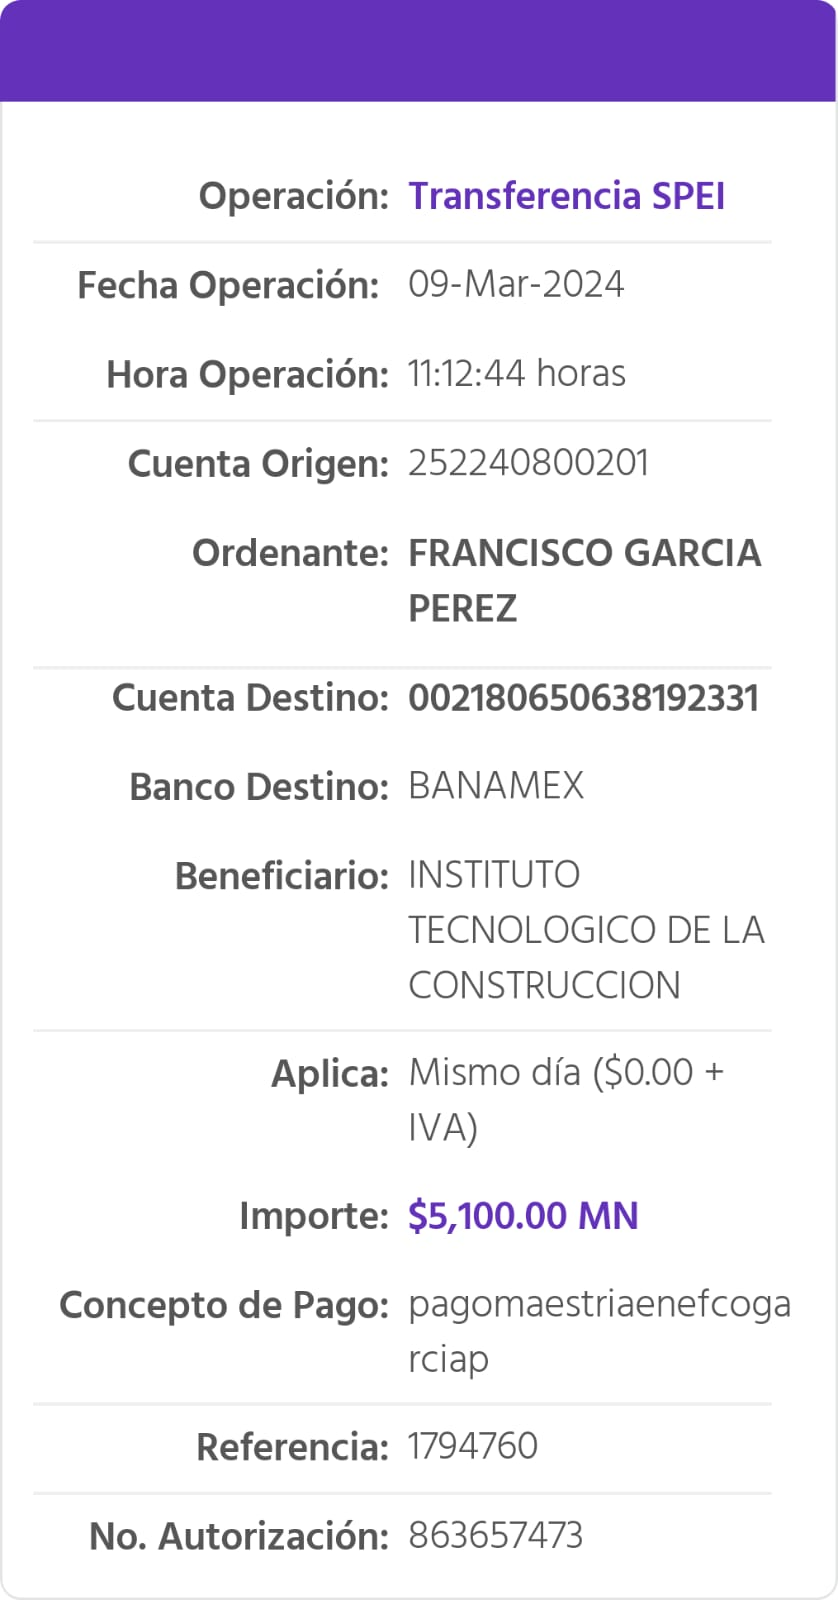 Operación: Transferencia SPEI
Fecha Operación: 09-Mar-2024
Hora Operación: 11:12:44 horas
Cuenta Origen: 252240800201
Ordenante: FRANCISCO GARCIA
PEREZ
Cuenta Destino: 002180650638192331
Banco Destino: BANAMEX
Beneficiario: INSTITUTO
TECNOLOGICO DE LA
CONSTRUCCION
Aplica: Mismo día ($0.00 +
IVA)
Importe: $5,100.00 MN
Concepto de Pago: pagomaestriaenefcoga
rciap
Referencia: 1794760
No. Autorización: 863657473